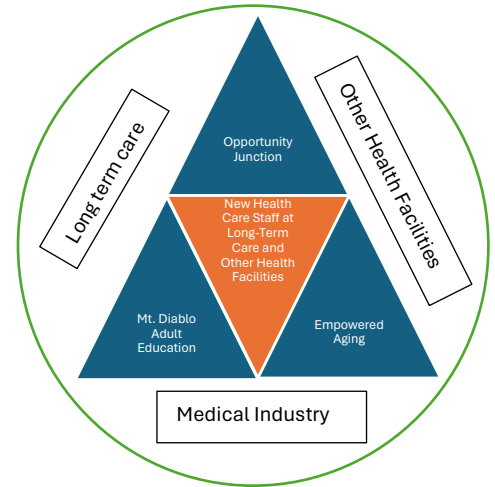 Long term care
Other Health Facilities
Opportunity
Junction
New Health
Care Staff at
Long-Term
Care and
Other Health
Facilities
Mt. Diablo
Adult
Education
Empowered
Aging
Medical Industry